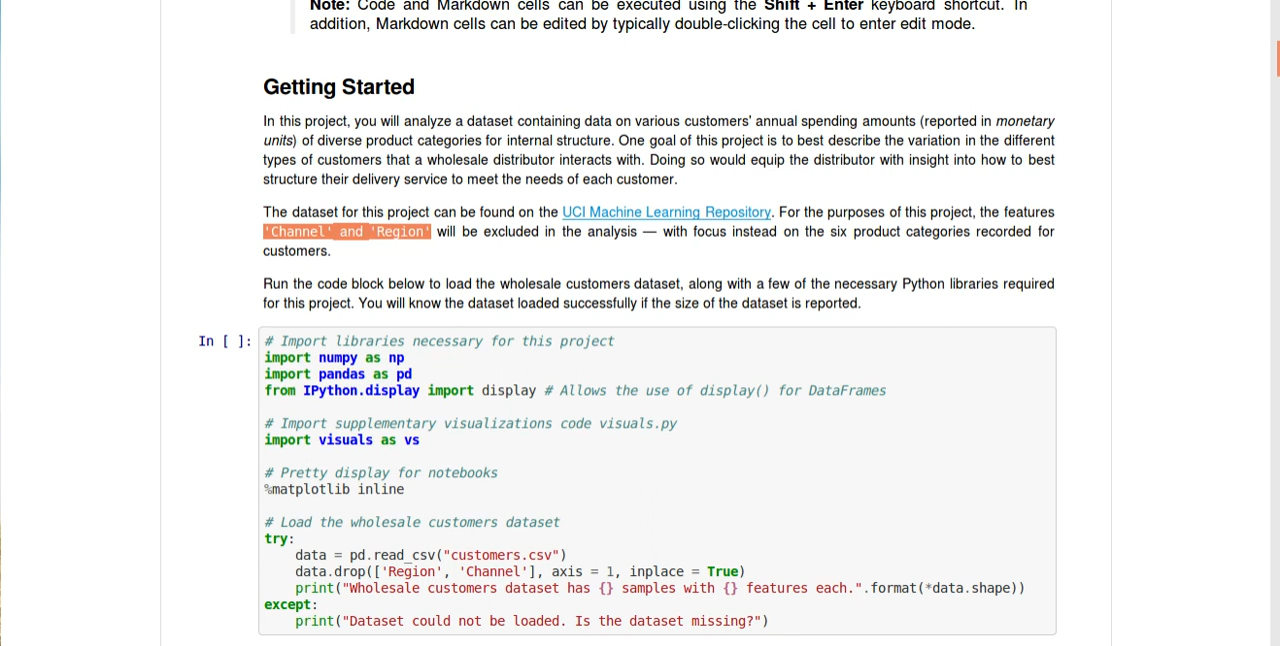 Note: Code and Markdown cells can be executed using the Shift + Enter keyboard shortcut. In
addition, Markdown cells can be edited by typically double-clicking the cell to enter edit mode.
Getting Started
In this project, you will analyze a dataset containing data on various customers' annual spending amounts (reported in monetary
units) of diverse product categories for internal structure. One goal of this project is to best describe the variation in the different
types of customers that a wholesale distributor interacts with. Doing so would equip the distributor with insight into how to best
structure their delivery service to meet the needs of each customer.
The dataset for this project can be found on the UCI Machine Learning Repository. For the purposes of this project, the features
'Channel' and 'Region' will be excluded in the analysis — with focus instead on the six product categories recorded for
customers.
Run the code block below to load the wholesale customers dataset, along with a few of the necessary Python libraries required
for this project. You will know the dataset loaded successfully if the size of the dataset is reported.
In [ ]: # Import libraries necessary for this project
import numpy as np
import pandas as pd
from IPython.display import display # Allows the use of display() for DataFrames
# Import supplementary visualizations code visuals.py
import visuals as vs
# Pretty display for notebooks
%matplotlib inline
# Load the wholesale customers dataset
try:
    data = pd.read_csv("customers.csv")
    data.drop(['Region', 'Channel'], axis = 1, inplace = True)
    print("Wholesale customers dataset has {} samples with {} features each.".format(*data.shape))
except:
    print("Dataset could not be loaded. Is the dataset missing?")